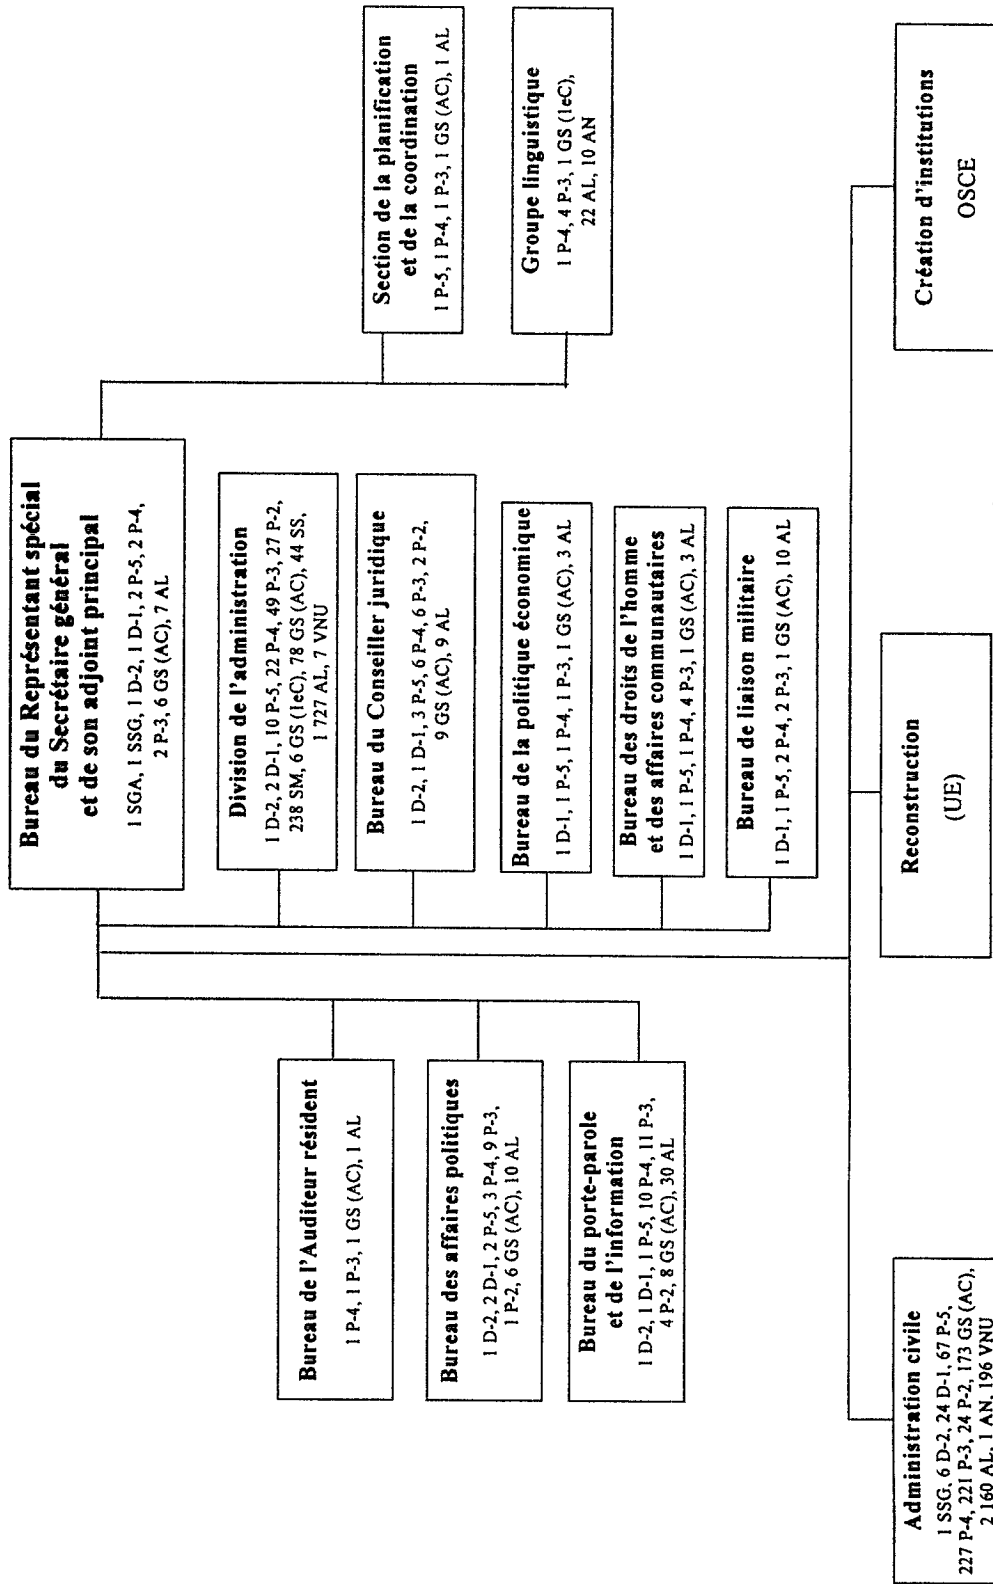 Bureau du Représentant spécial
du Secrétaire général
et de son adjoint principal
1 SGA, 1 SSG, 1 D-2, 1 D-1, 2 P-5, 2 P-4,
2 P-3, 6 GS (AC), 7 AL
Section de la planification
et de la coordination
1 P-5, 1 P-4, 1 P-3, 1 GS (AC), 1 AL
Groupe linguistique
1 P-4, 4 P-3, 1 GS (1eC),
22 AL, 10 AN
Division de l'administration
1 D-2, 2 D-1, 10 P-5, 22 P-4, 49 P-3, 27 P-2,
238 SM, 6 GS (1eC), 78 GS (AC), 44 SS,
1 727 AL, 7 VNU
Bureau du Conseiller juridique
1 D-2, 1 D-1, 3 P-5, 6 P-4, 6 P-3, 2 P-2,
9 GS (AC), 9 AL
Bureau de la politique économique
1 D-1, 1 P-5, 1 P-4, 1 P-3, 1 GS (AC), 3 AL
Bureau des droits de l'homme
et des affaires communautaires
1 D-1, 1 P-5, 1 P-4, 4 P-3, 1 GS (AC), 3 AL
Bureau de liaison militaire
1 D-1, 1 P-5, 2 P-4, 2 P-3, 1 GS (AC), 10 AL
Bureau de l'Auditeur résident
1 P-4, 1 P-3, 1 GS (AC), 1 AL
Bureau des affaires politiques
1 D-2, 2 D-1, 2 P-5, 3 P-4, 9 P-3,
1 P-2, 6 GS (AC), 10 AL
Bureau du porte-parole
et de l'information
1 D-2, 1 D-1, 1 P-5, 10 P-4, 11 P-3,
4 P-2, 8 GS (AC), 30 AL
Administration civile
1 SSG, 6 D-2, 24 D-1, 67 P-5,
227 P-4, 221 P-3, 24 P-2, 173 GS (AC),
2 160 AL, 1 AN, 196 VNU
Reconstruction
(UE)
Création d'institutions
OSCE